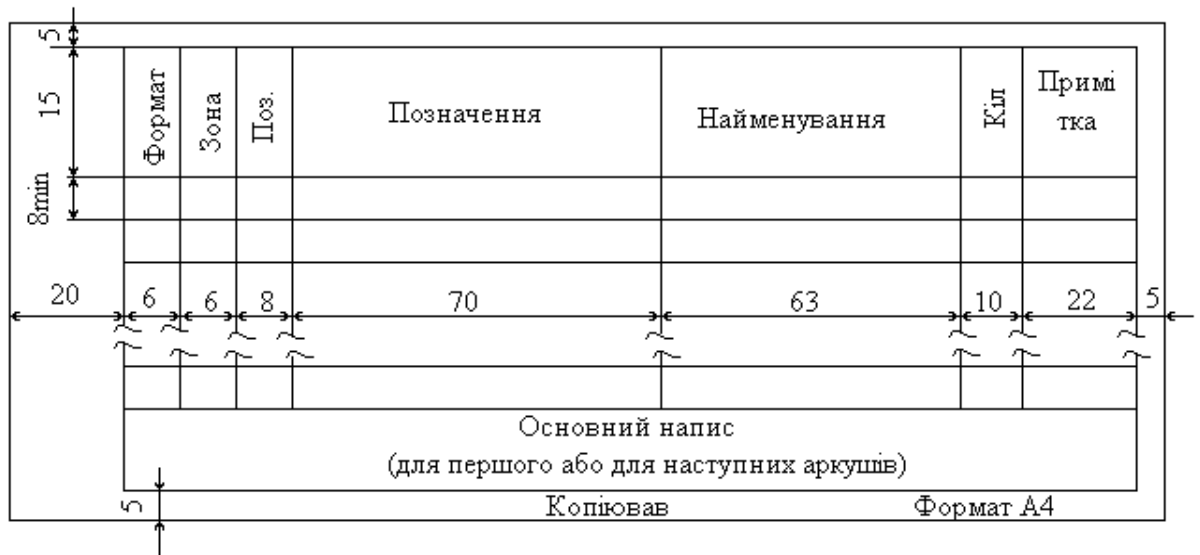 5
15
8min
Формат
Зона
Поз.
Позначення
Найменування
Кіл
Примі
тка
20
6
6
8
70
63
10
22
5
Основний напис
(для першого або для наступних аркушів)
5
Копіював
Формат А4